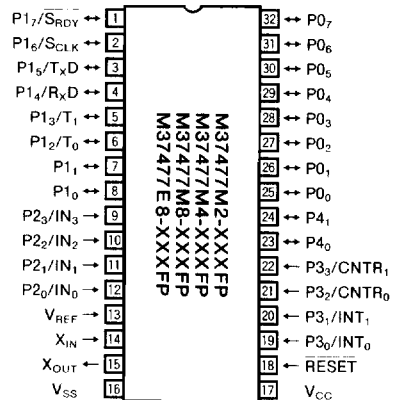 P1₇/S̅R̅D̅Y̅ ↔ 1
P1₆/SCLK ↔ 2
P1₅/TxD ↔ 3
P1₄/RxD ↔ 4
P1₃/T₁ ↔ 5
P1₂/T₀ ↔ 6
P1₁ ↔ 7
P1₀ ↔ 8
P2₃/IN₃ → 9
P2₂/IN₂ → 10
P2₁/IN₁ → 11
P2₀/IN₀ → 12
VREF → 13
XIN → 14
XOUT ← 15
VSS 16
M37477M2-XXXFP
M37477M4-XXXFP
M37477M8-XXXFP
M37477E8-XXXFP
32 ↔ P0₇
31 ↔ P0₆
30 ↔ P0₅
29 ↔ P0₄
28 ↔ P0₃
27 ↔ P0₂
26 ↔ P0₁
25 ↔ P0₀
24 ↔ P4₁
23 ↔ P4₀
22 ← P3₃/CNTR₁
21 ← P3₂/CNTR₀
20 ← P3₁/INT₁
19 ← P3₀/INT₀
18 ← R̅E̅S̅E̅T̅
17 VCC